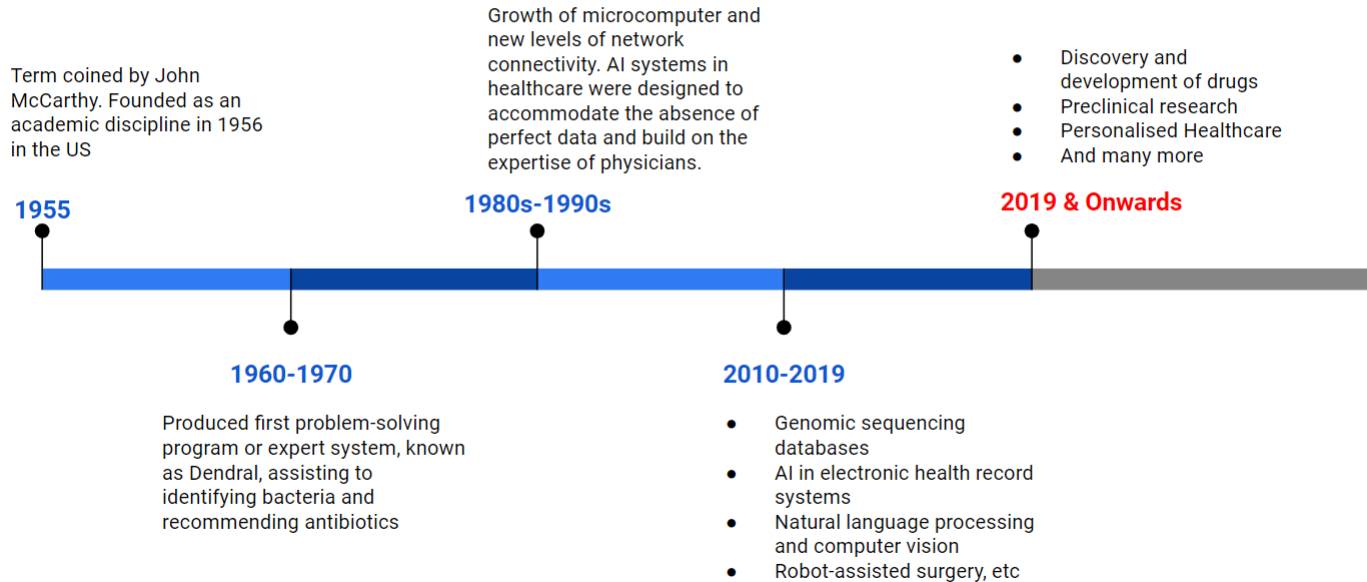 Term coined by John
McCarthy. Founded as an
academic discipline in 1956
in the US
1955
Growth of microcomputer and
new levels of network
connectivity. AI systems in
healthcare were designed to
accommodate the absence of
perfect data and build on the
expertise of physicians.
1980s-1990s
● Discovery and
development of drugs
● Preclinical research
● Personalised Healthcare
● And many more
2019 & Onwards
1960-1970
Produced first problem-solving
program or expert system, known
as Dendral, assisting to
identifying bacteria and
recommending antibiotics
2010-2019
● Genomic sequencing
databases
● AI in electronic health record
systems
● Natural language processing
and computer vision
● Robot-assisted surgery, etc